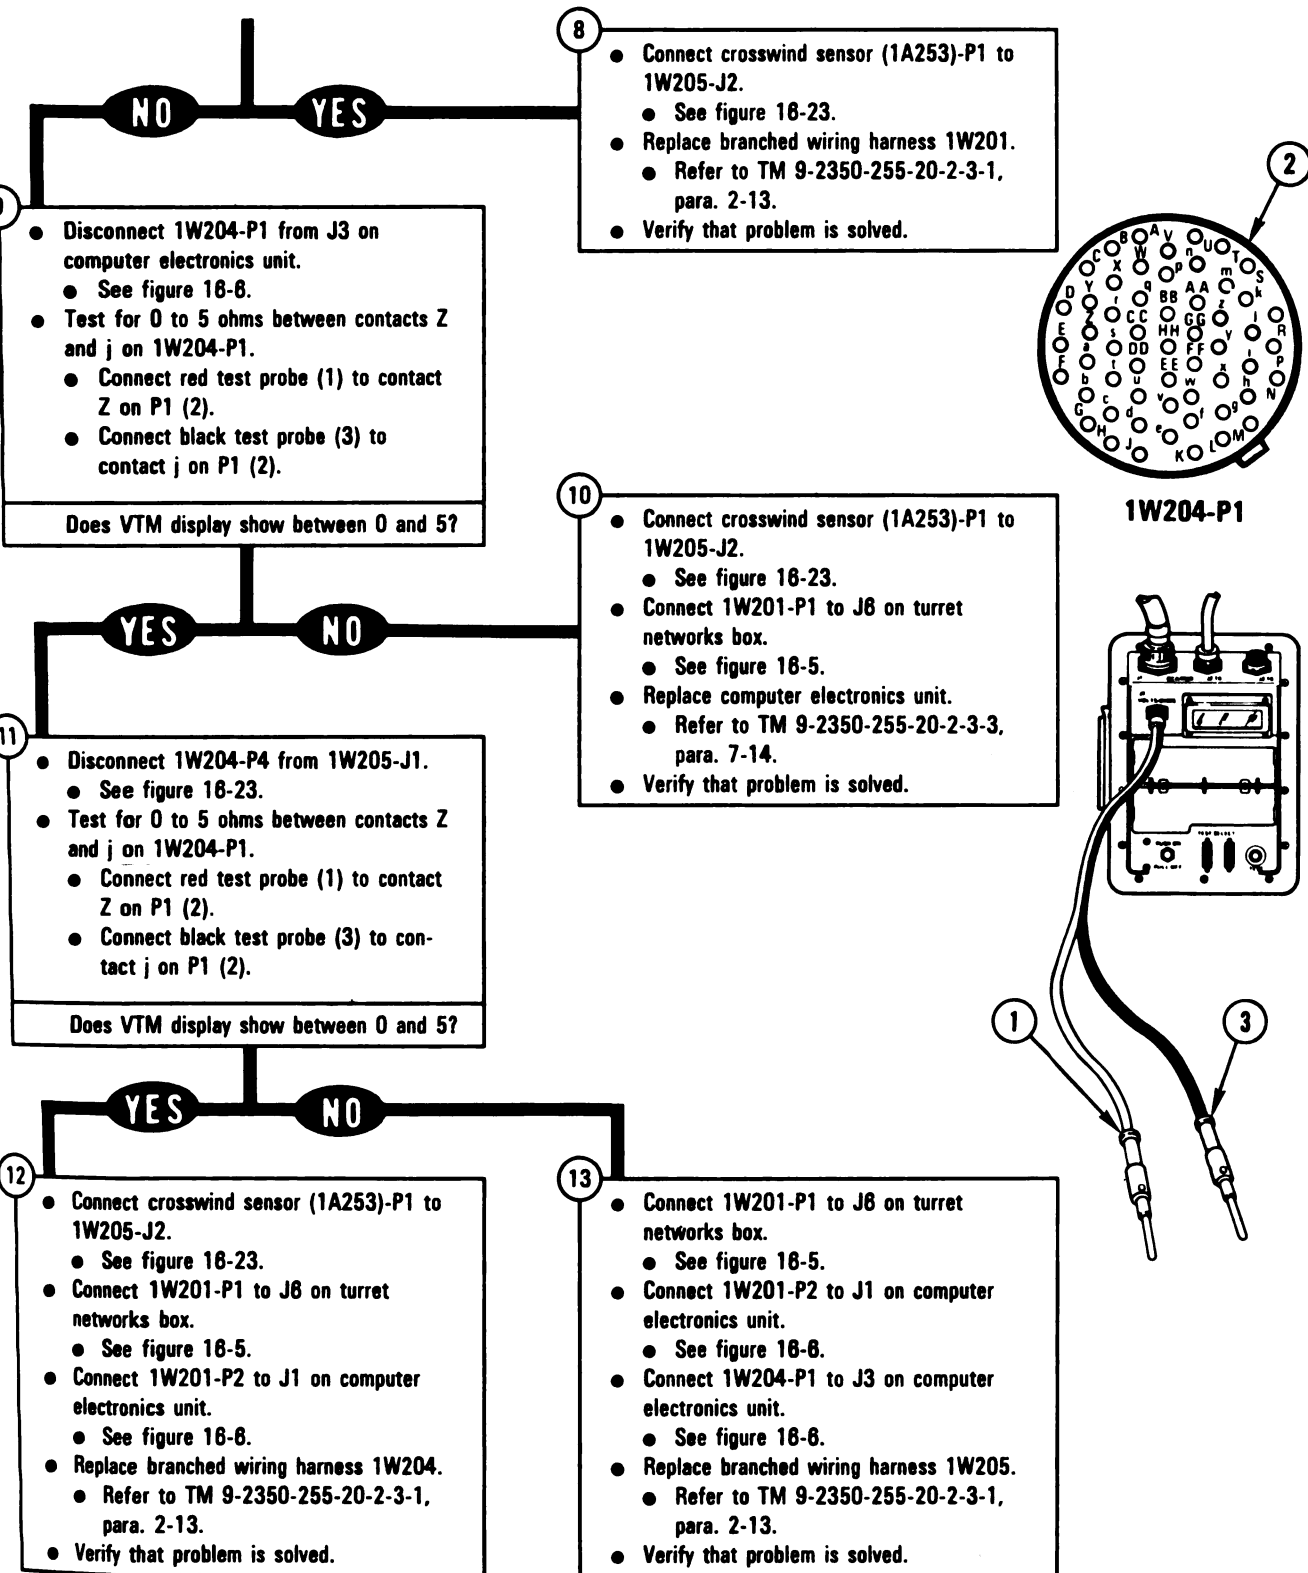 NO
YES
8
● Connect crosswind sensor (1A253)-P1 to
1W205-J2.
● See figure 16-23.
● Replace branched wiring harness 1W201.
● Refer to TM 9-2350-255-20-2-3-1,
para. 2-13.
● Verify that problem is solved.
● Disconnect 1W204-P1 from J3 on
computer electronics unit.
● See figure 16-6.
● Test for 0 to 5 ohms between contacts Z
and j on 1W204-P1.
● Connect red test probe (1) to contact
Z on P1 (2).
● Connect black test probe (3) to
contact j on P1 (2).
Does VTM display show between 0 and 5?
YES
NO
10
● Connect crosswind sensor (1A253)-P1 to
1W205-J2.
● See figure 16-23.
● Connect 1W201-P1 to J6 on turret
networks box.
● See figure 16-5.
● Replace computer electronics unit.
● Refer to TM 9-2350-255-20-2-3-3,
para. 7-14.
● Verify that problem is solved.
11
● Disconnect 1W204-P4 from 1W205-J1.
● See figure 16-23.
● Test for 0 to 5 ohms between contacts Z
and j on 1W204-P1.
● Connect red test probe (1) to contact
Z on P1 (2).
● Connect black test probe (3) to con-
tact j on P1 (2).
Does VTM display show between 0 and 5?
YES
NO
12
● Connect crosswind sensor (1A253)-P1 to
1W205-J2.
● See figure 16-23.
● Connect 1W201-P1 to J6 on turret
networks box.
● See figure 16-5.
● Connect 1W201-P2 to J1 on computer
electronics unit.
● See figure 16-6.
● Replace branched wiring harness 1W204.
● Refer to TM 9-2350-255-20-2-3-1,
para. 2-13.
● Verify that problem is solved.
13
● Connect 1W201-P1 to J6 on turret
networks box.
● See figure 16-5.
● Connect 1W201-P2 to J1 on computer
electronics unit.
● See figure 16-6.
● Connect 1W204-P1 to J3 on computer
electronics unit.
● See figure 16-6.
● Replace branched wiring harness 1W205.
● Refer to TM 9-2350-255-20-2-3-1,
para. 2-13.
● Verify that problem is solved.
2
B A V n U T
C W S
X p m
D Y r q A A k
BB z
E Z CC GG j R
s HH y
F a DD FF i P
t EE x
b u w h N
G c v f g
H d e M
J K L
1W204-P1
1
3